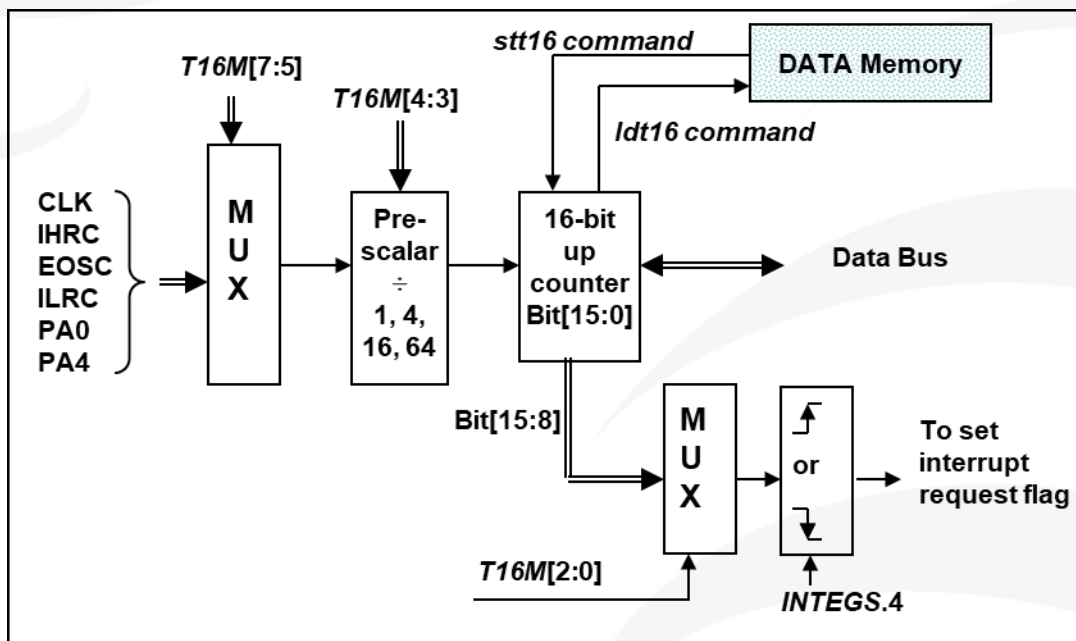 stt16 command
DATA Memory
T16M[7:5]
T16M[4:3]
ldt16 command
CLK
IHRC
EOSC
ILRC
PA0
PA4
M
U
X
Pre-
scalar
÷
1, 4,
16, 64
16-bit
up
counter
Bit[15:0]
Data Bus
Bit[15:8]
M
U
X
or
To set
interrupt
request flag
T16M[2:0]
INTEGS.4